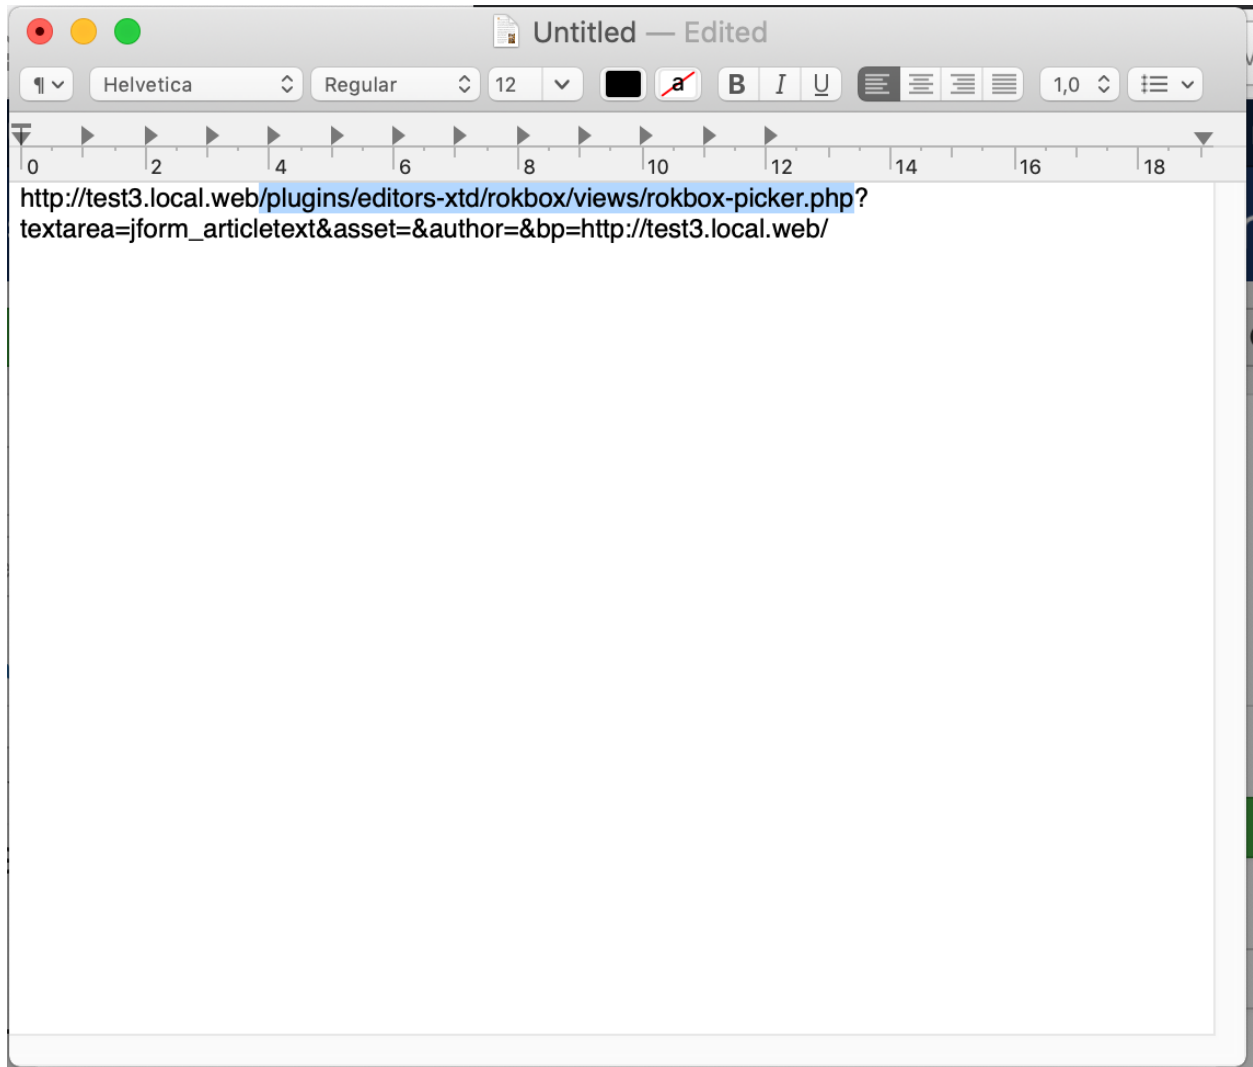 Untitled — Edited
¶ Helvetica Regular 12 a B I U 1,0
0 2 4 6 8 10 12 14 16 18
http://test3.local.web/plugins/editors-xtd/rokbox/views/rokbox-picker.php?
textarea=jform_articletext&asset=&author=&bp=http://test3.local.web/